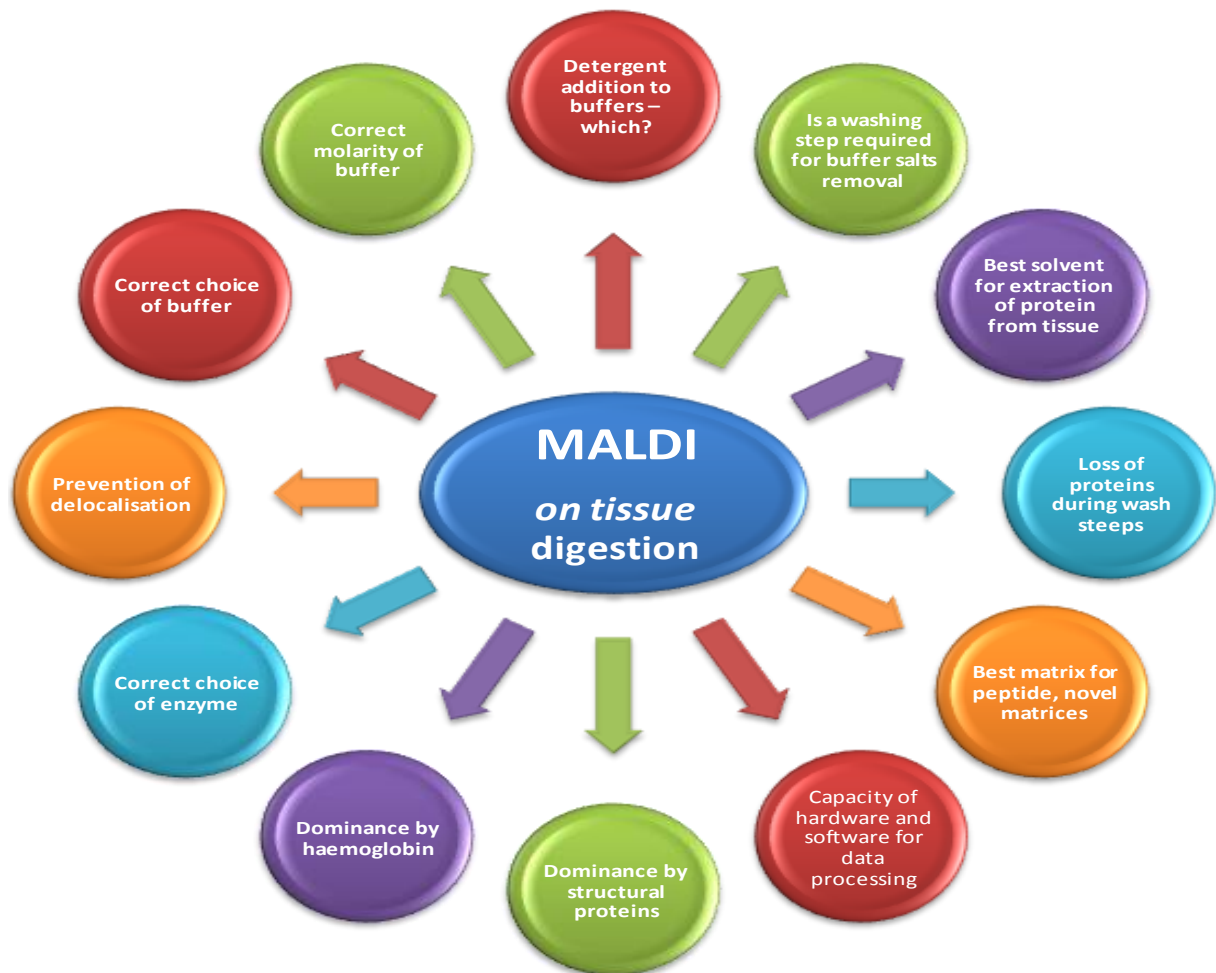 Detergent
addition to
buffers –
which?
Is a washing
step required
for buffer salts
removal
Best solvent
for extraction
of protein
from tissue
Loss of
proteins
during wash
steeps
Best matrix for
peptide, novel
matrices
Capacity of
hardware and
software for
data
processing
Dominance by
structural
proteins
Dominance by
haemoglobin
Correct choice
of enzyme
Prevention of
delocalisation
Correct choice
of buffer
Correct
molarity of
buffer
MALDI
on tissue
digestion